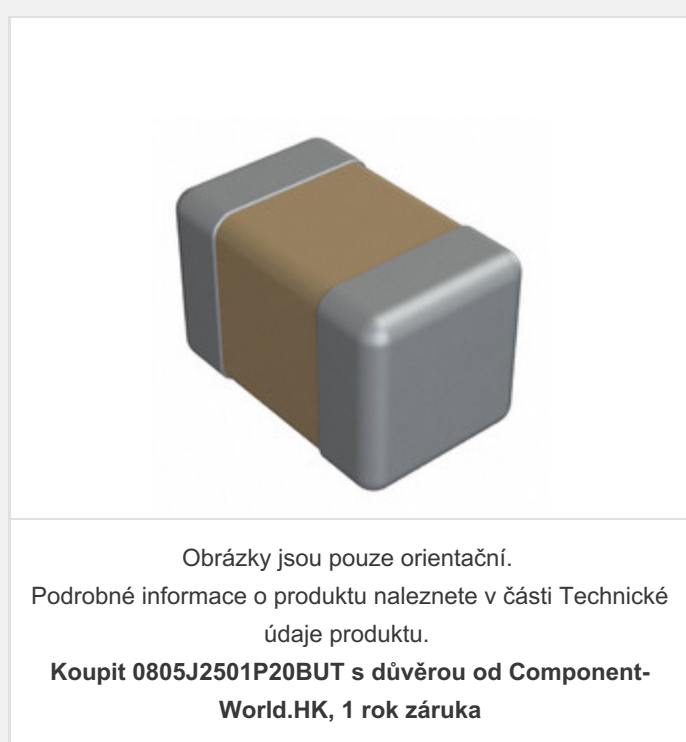 Obrázky jsou pouze orientační.
Podrobné informace o produktu naleznete v části Technické
údaje produktu.
Koupit 0805J2501P20BUT s důvěrou od Component-
World.HK, 1 rok záruka